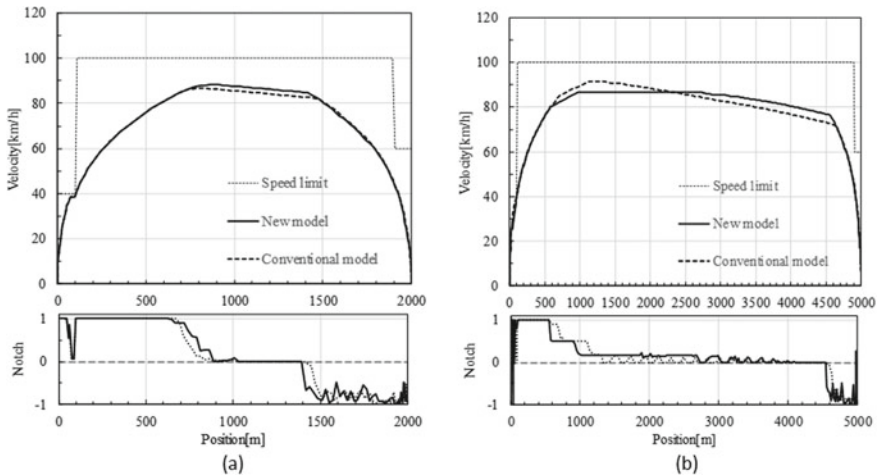 120
100
80
60
40
20
0
Velocity[km/h]
Speed limit
New model
Conventional model
0 500 1000 1500 2000
1
0
-1
Notch
0 500 1000 1500 2000
Position[m]
(a)
120
100
80
60
40
20
0
Velocity[km/h]
Speed limit
New model
Conventional model
0 500 1000 1500 2000 2500 3000 3500 4000 4500 5000
1
0
-1
Notch
0 1000 2000 3000 4000 5000
Position[m]
(b)